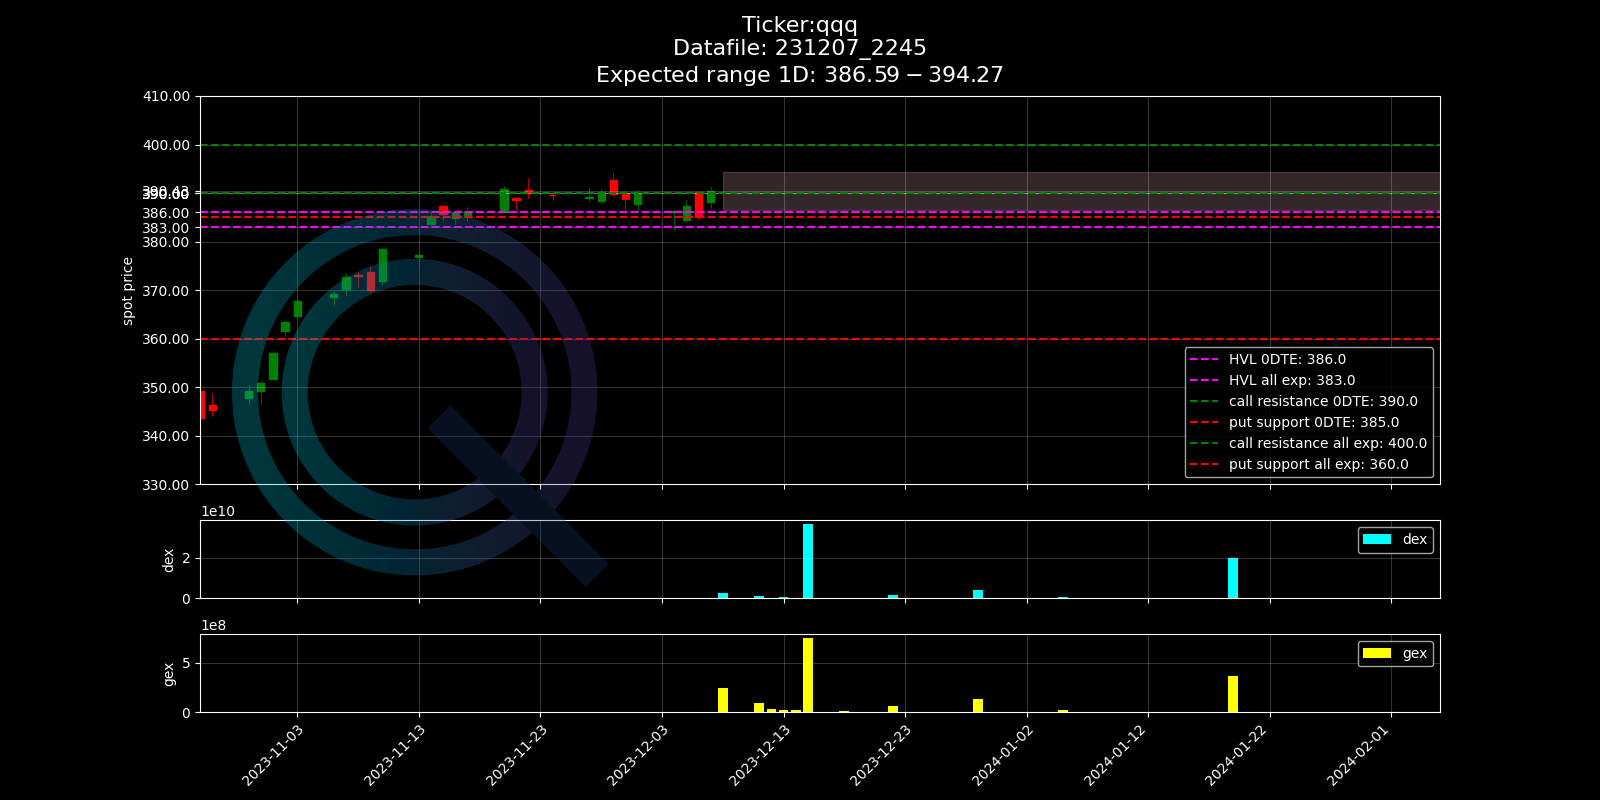 Ticker:qqq
Datafile: 231207_2245
Expected range 1D: 386.59 − 394.27
410.00
400.00
390.43
390.00
386.00
383.00
380.00
370.00
360.00
350.00
340.00
330.00
spot price
HVL 0DTE: 386.0
HVL all exp: 383.0
call resistance 0DTE: 390.0
put support 0DTE: 385.0
call resistance all exp: 400.0
put support all exp: 360.0
1e10
2
0
dex
dex
1e8
5
0
gex
gex
2023-11-03
2023-11-13
2023-11-23
2023-12-03
2023-12-13
2023-12-23
2024-01-02
2024-01-12
2024-01-22
2024-02-01